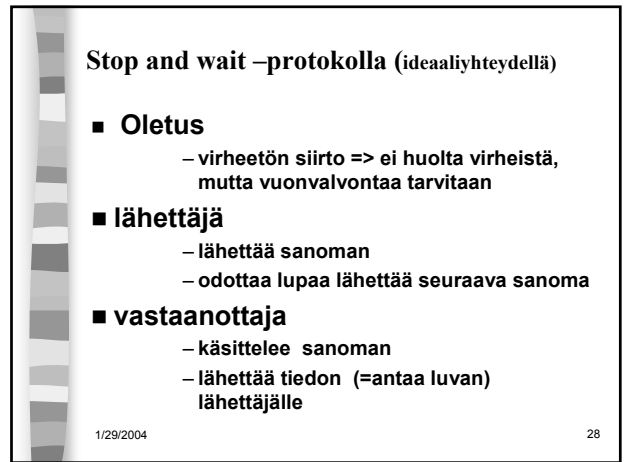 Stop and wait –protokolla (ideaaliyhteydellä)
■ Oletus
– virheetön siirto => ei huolta virheistä,
mutta vuonvalvontaa tarvitaan
■ lähettäjä
– lähettää sanoman
– odottaa lupaa lähettää seuraava sanoma
■ vastaanottaja
– käsittelee sanoman
– lähettää tiedon (=antaa luvan)
lähettäjälle
1/29/2004 28